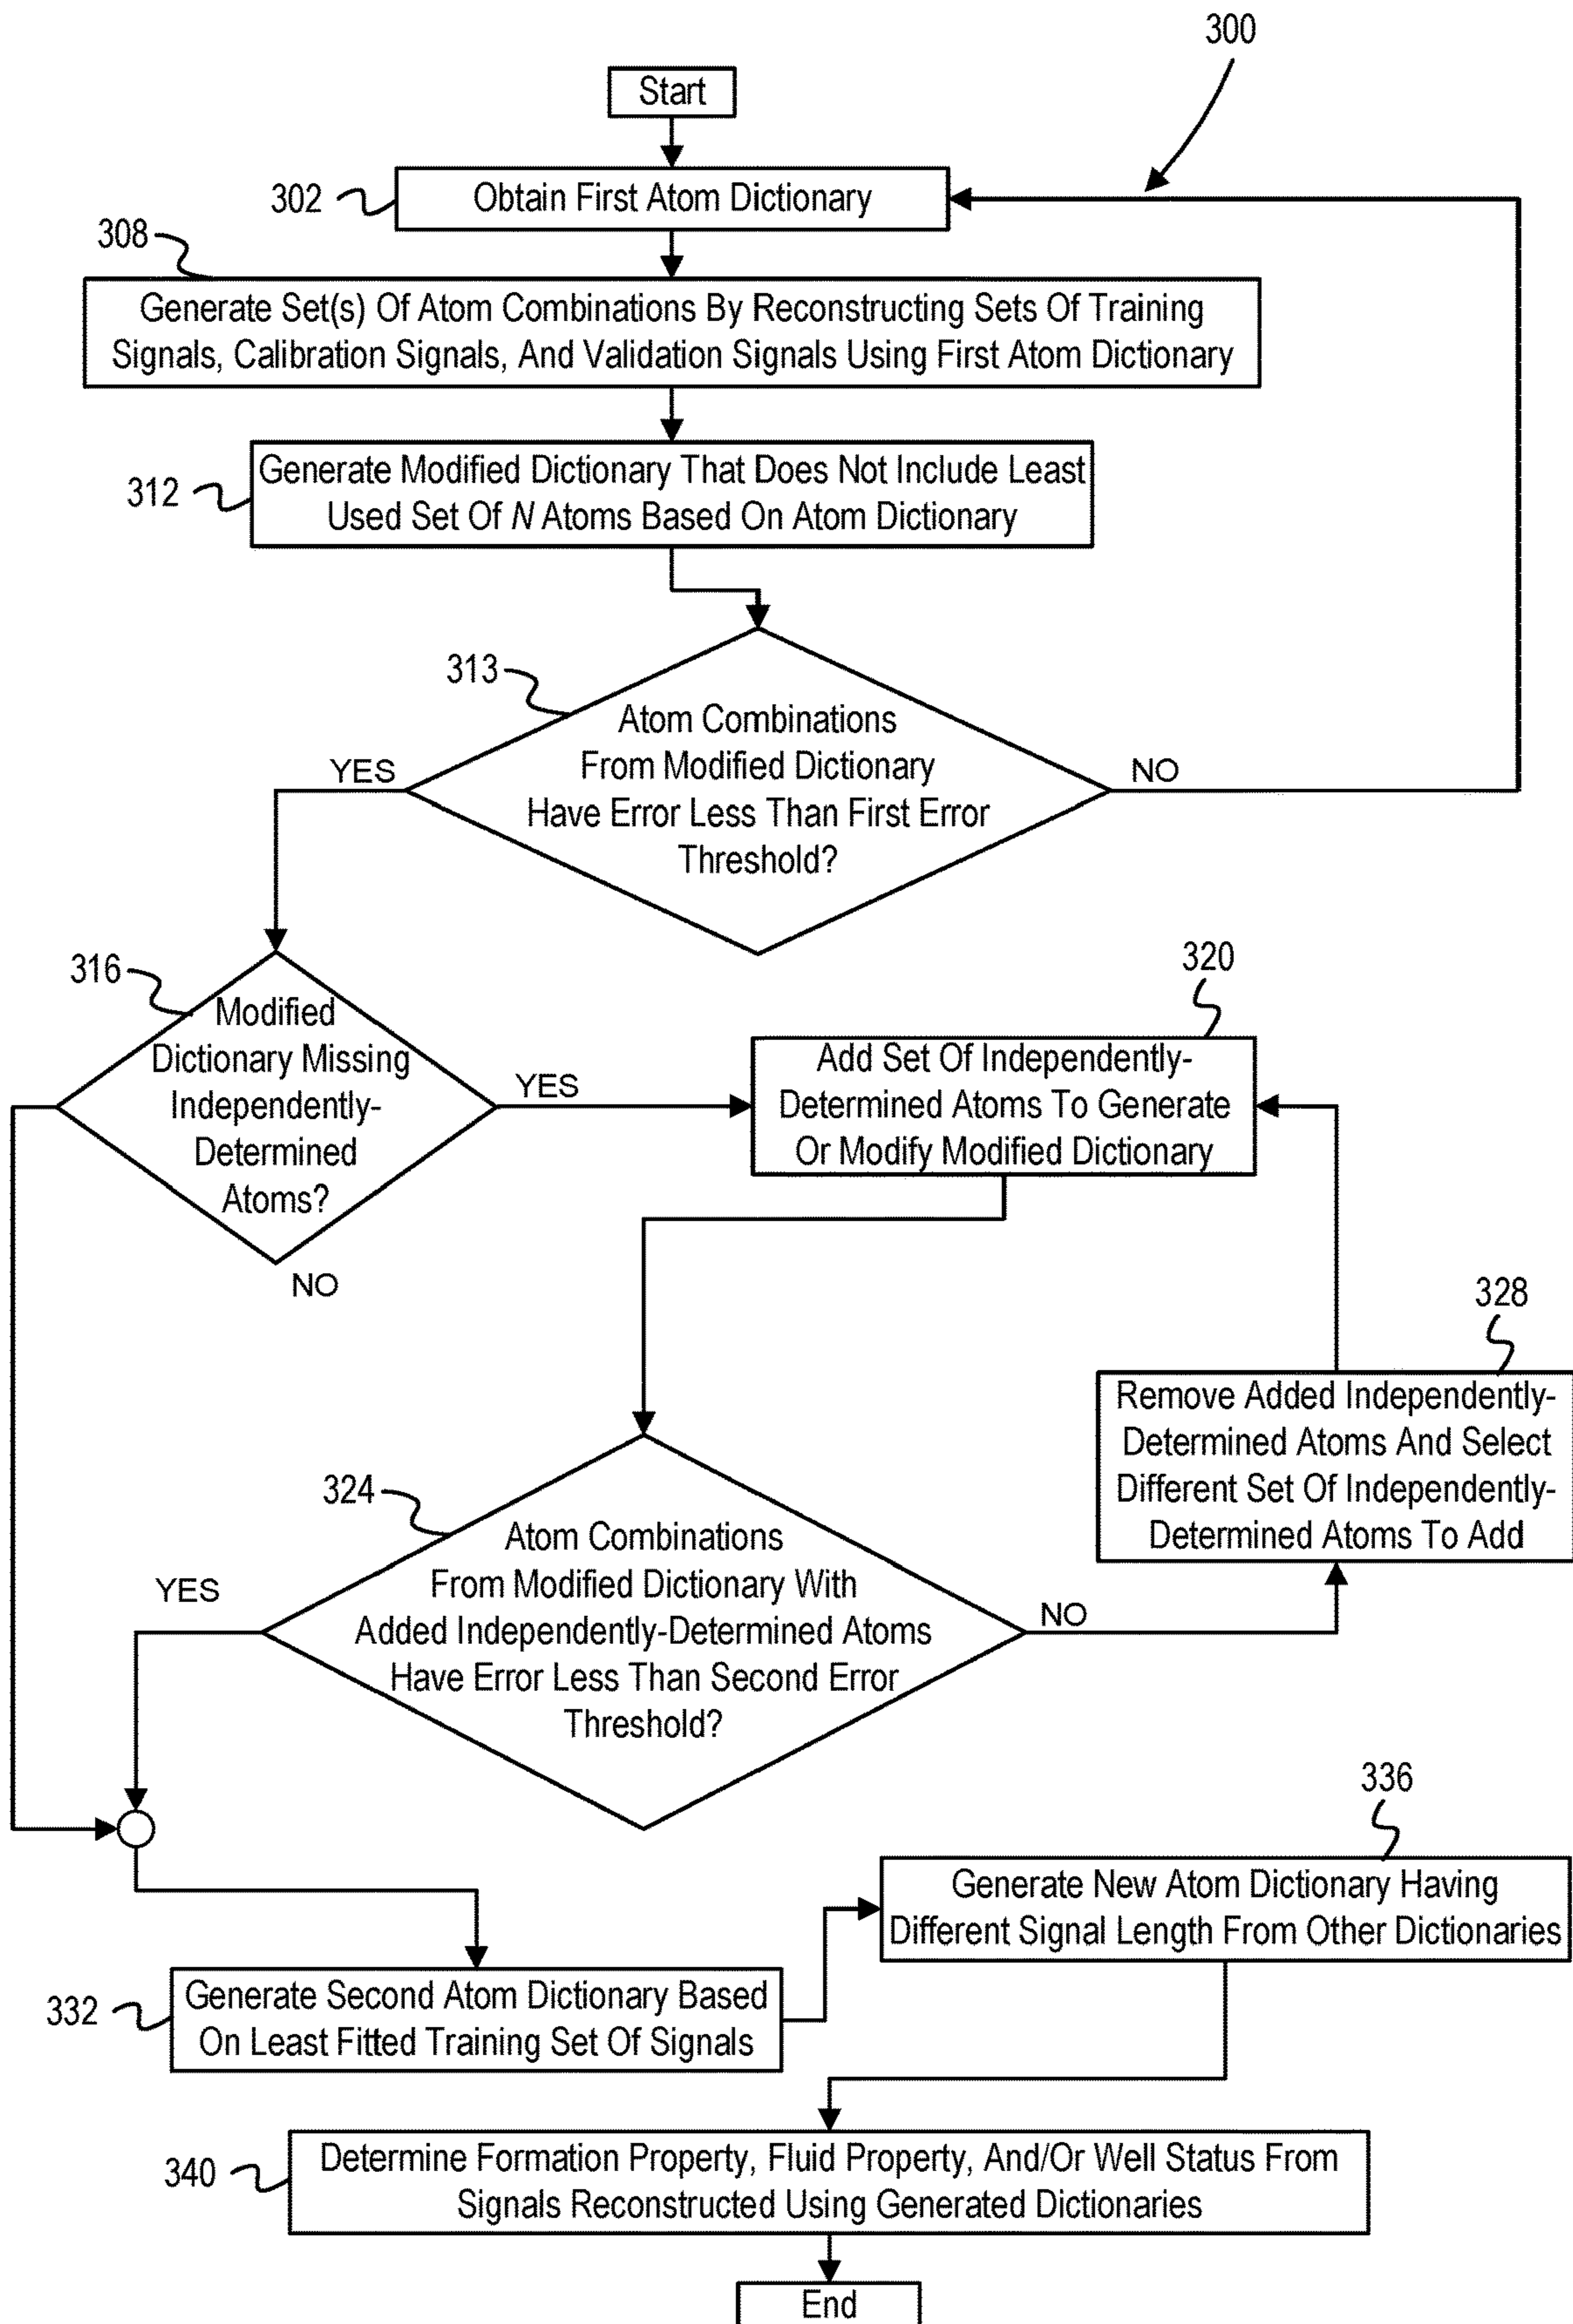 300
Start
302
Obtain First Atom Dictionary
308
Generate Set(s) Of Atom Combinations By Reconstructing Sets Of Training
Signals, Calibration Signals, And Validation Signals Using First Atom Dictionary
312
Generate Modified Dictionary That Does Not Include Least
Used Set Of N Atoms Based On Atom Dictionary
313
Atom Combinations
From Modified Dictionary
Have Error Less Than First Error
Threshold?
YES
NO
316
Modified
Dictionary Missing
Independently-
Determined
Atoms?
YES
NO
320
Add Set Of Independently-
Determined Atoms To Generate
Or Modify Modified Dictionary
328
Remove Added Independently-
Determined Atoms And Select
Different Set Of Independently-
Determined Atoms To Add
324
Atom Combinations
From Modified Dictionary With
Added Independently-Determined Atoms
Have Error Less Than Second Error
Threshold?
YES
NO
336
Generate New Atom Dictionary Having
Different Signal Length From Other Dictionaries
332
Generate Second Atom Dictionary Based
On Least Fitted Training Set Of Signals
340
Determine Formation Property, Fluid Property, And/Or Well Status From
Signals Reconstructed Using Generated Dictionaries
End